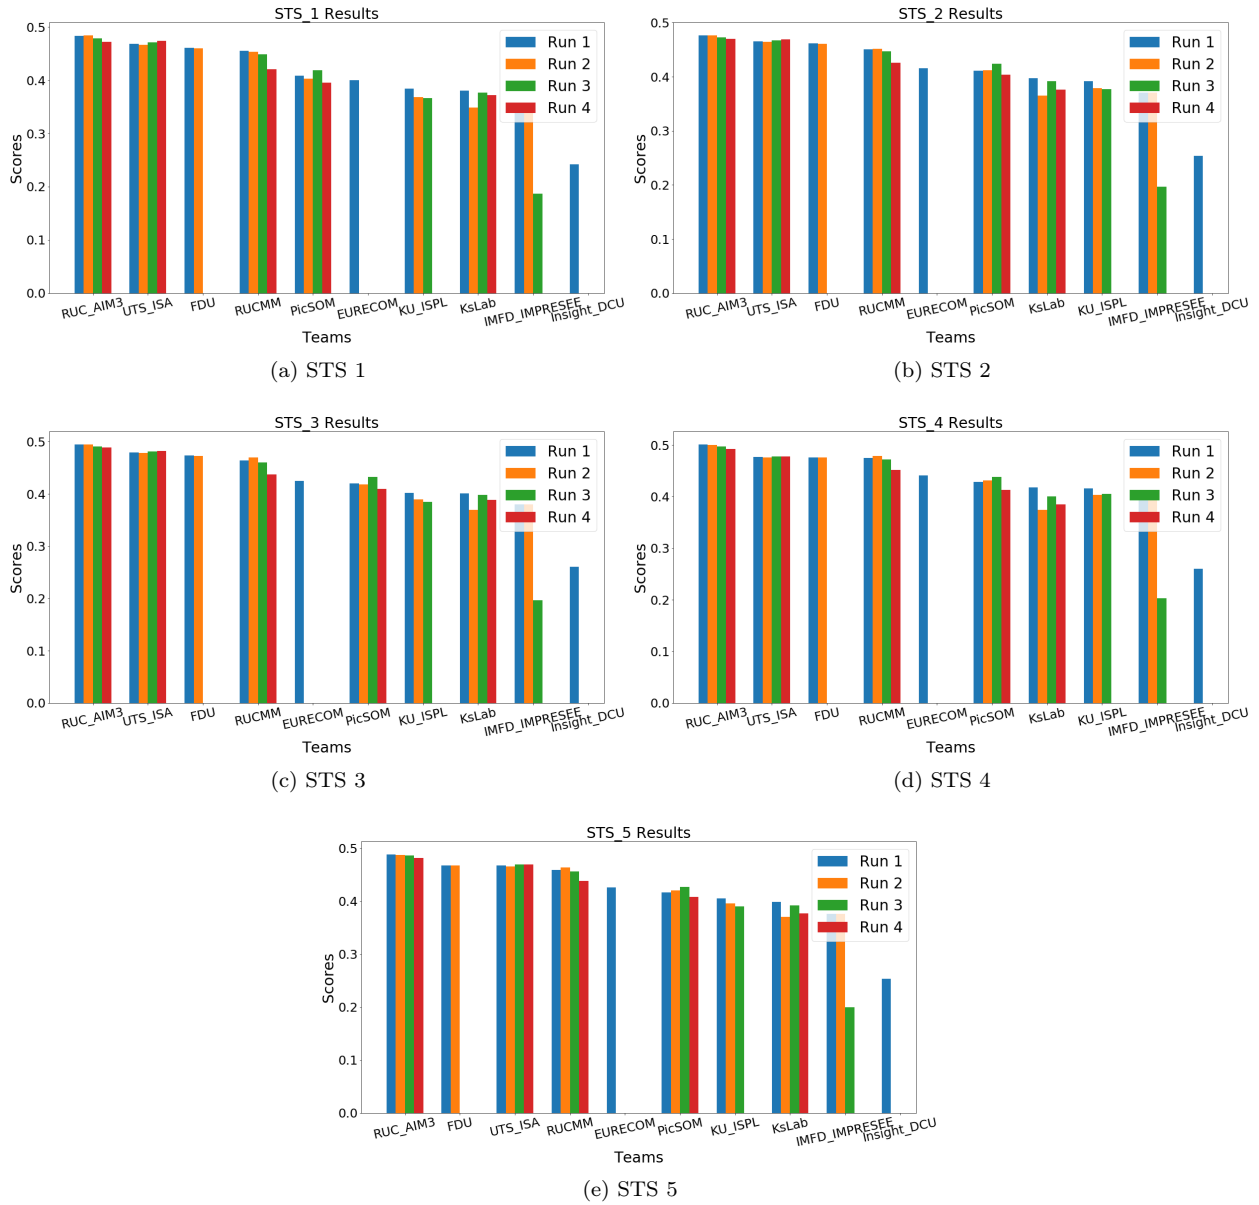 STS_1 Results
0.5
0.4
0.3
0.2
0.1
0.0
Scores
Run 1
Run 2
Run 3
Run 4
RUC_AIM3 UTS_ISA FDU RUCMM PicSOM EURECOM KU_ISPL KsLab IMFD_IMPRESEE Insight_DCU
Teams
(a) STS 1
STS_2 Results
0.5
0.4
0.3
0.2
0.1
0.0
Scores
Run 1
Run 2
Run 3
Run 4
RUC_AIM3 UTS_ISA FDU RUCMM EURECOM PicSOM KsLab KU_ISPL IMFD_IMPRESEE Insight_DCU
Teams
(b) STS 2
STS_3 Results
0.5
0.4
0.3
0.2
0.1
0.0
Scores
Run 1
Run 2
Run 3
Run 4
RUC_AIM3 UTS_ISA FDU RUCMM EURECOM PicSOM KU_ISPL KsLab IMFD_IMPRESEE Insight_DCU
Teams
(c) STS 3
STS_4 Results
0.5
0.4
0.3
0.2
0.1
0.0
Scores
Run 1
Run 2
Run 3
Run 4
RUC_AIM3 UTS_ISA FDU RUCMM EURECOM PicSOM KsLab KU_ISPL IMFD_IMPRESEE Insight_DCU
Teams
(d) STS 4
STS_5 Results
0.5
0.4
0.3
0.2
0.1
0.0
Scores
Run 1
Run 2
Run 3
Run 4
RUC_AIM3 FDU UTS_ISA RUCMM EURECOM PicSOM KU_ISPL KsLab IMFD_IMPRESEE Insight_DCU
Teams
(e) STS 5